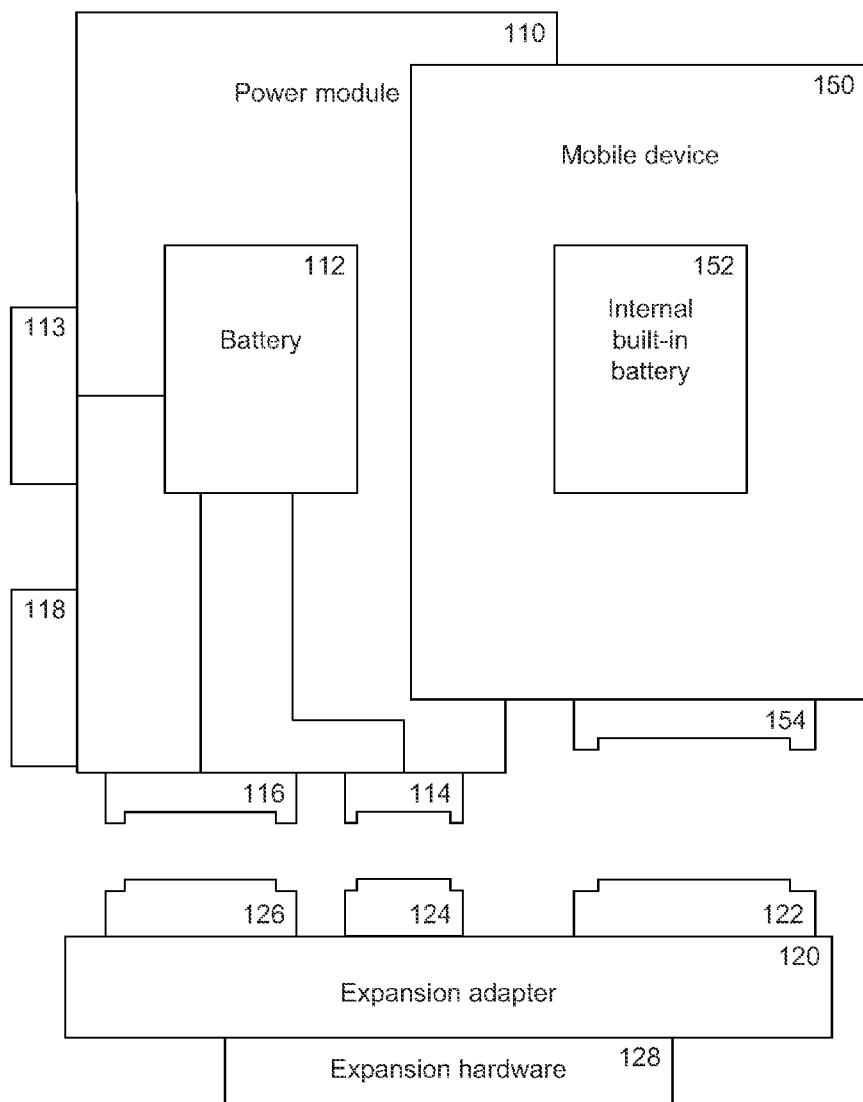 110
Power module
150
Mobile device
112
Battery
152
Internal
built-in
battery
113
118
154
116
114
126
124
122
120
Expansion adapter
128
Expansion hardware